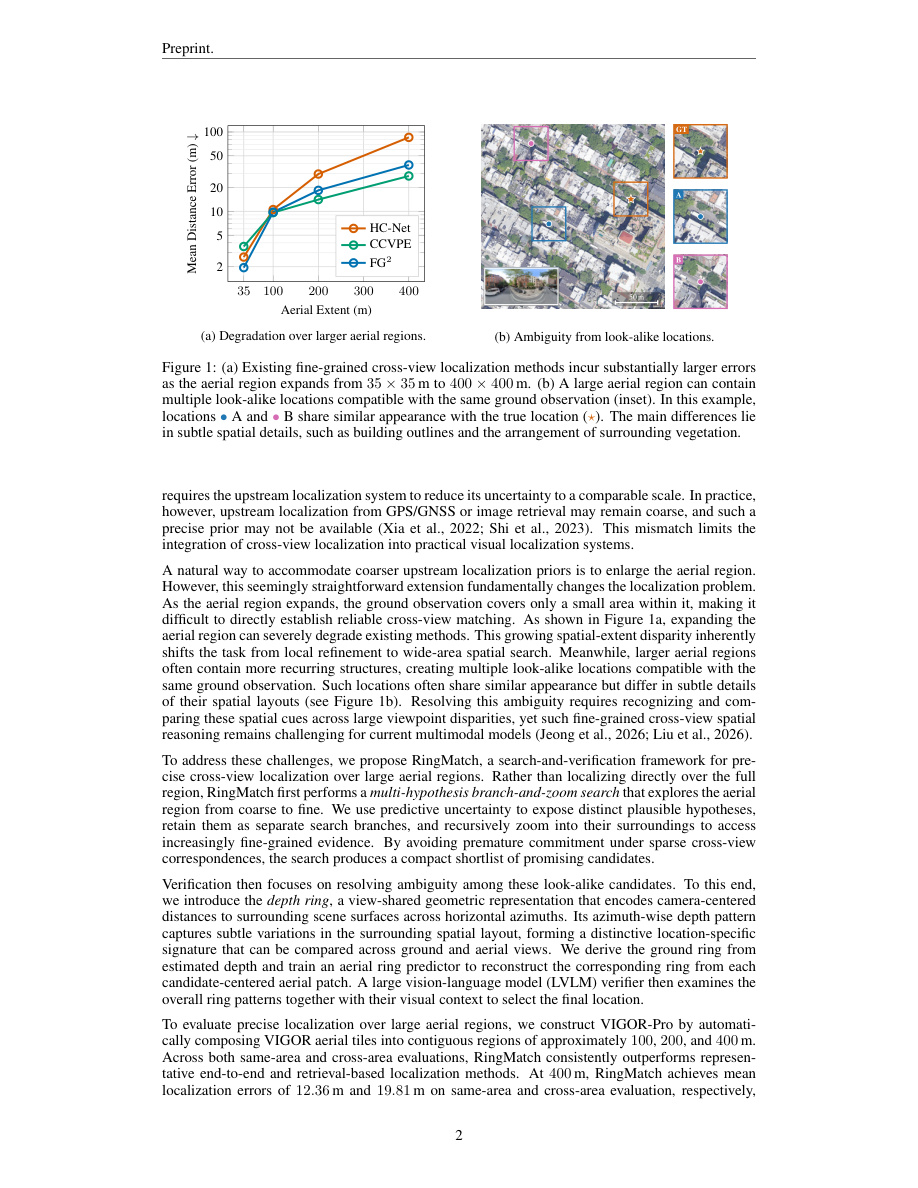 Preprint.
Mean Distance Error (m) ↓
100
50
20
10
5
2
HC-Net
CCVPE
FG²
35 100 200 300 400
Aerial Extent (m)
(a) Degradation over larger aerial regions.
GT
A
B
50 m
(b) Ambiguity from look-alike locations.
Figure 1: (a) Existing fine-grained cross-view localization methods incur substantially larger errors
as the aerial region expands from 35 × 35 m to 400 × 400 m. (b) A large aerial region can contain
multiple look-alike locations compatible with the same ground observation (inset). In this example,
locations • A and • B share similar appearance with the true location (⋆). The main differences lie
in subtle spatial details, such as building outlines and the arrangement of surrounding vegetation.
requires the upstream localization system to reduce its uncertainty to a comparable scale. In practice,
however, upstream localization from GPS/GNSS or image retrieval may remain coarse, and such a
precise prior may not be available (Xia et al., 2022; Shi et al., 2023). This mismatch limits the
integration of cross-view localization into practical visual localization systems.
A natural way to accommodate coarser upstream localization priors is to enlarge the aerial region.
However, this seemingly straightforward extension fundamentally changes the localization problem.
As the aerial region expands, the ground observation covers only a small area within it, making it
difficult to directly establish reliable cross-view matching. As shown in Figure 1a, expanding the
aerial region can severely degrade existing methods. This growing spatial-extent disparity inherently
shifts the task from local refinement to wide-area spatial search. Meanwhile, larger aerial regions
often contain more recurring structures, creating multiple look-alike locations compatible with the
same ground observation. Such locations often share similar appearance but differ in subtle details
of their spatial layouts (see Figure 1b). Resolving this ambiguity requires recognizing and com-
paring these spatial cues across large viewpoint disparities, yet such fine-grained cross-view spatial
reasoning remains challenging for current multimodal models (Jeong et al., 2026; Liu et al., 2026).
To address these challenges, we propose RingMatch, a search-and-verification framework for pre-
cise cross-view localization over large aerial regions. Rather than localizing directly over the full
region, RingMatch first performs a multi-hypothesis branch-and-zoom search that explores the aerial
region from coarse to fine. We use predictive uncertainty to expose distinct plausible hypotheses,
retain them as separate search branches, and recursively zoom into their surroundings to access
increasingly fine-grained evidence. By avoiding premature commitment under sparse cross-view
correspondences, the search produces a compact shortlist of promising candidates.
Verification then focuses on resolving ambiguity among these look-alike candidates. To this end,
we introduce the depth ring, a view-shared geometric representation that encodes camera-centered
distances to surrounding scene surfaces across horizontal azimuths. Its azimuth-wise depth pattern
captures subtle variations in the surrounding spatial layout, forming a distinctive location-specific
signature that can be compared across ground and aerial views. We derive the ground ring from
estimated depth and train an aerial ring predictor to reconstruct the corresponding ring from each
candidate-centered aerial patch. A large vision-language model (LVLM) verifier then examines the
overall ring patterns together with their visual context to select the final location.
To evaluate precise localization over large aerial regions, we construct VIGOR-Pro by automati-
cally composing VIGOR aerial tiles into contiguous regions of approximately 100, 200, and 400 m.
Across both same-area and cross-area evaluations, RingMatch consistently outperforms represen-
tative end-to-end and retrieval-based localization methods. At 400 m, RingMatch achieves mean
localization errors of 12.36 m and 19.81 m on same-area and cross-area evaluation, respectively,
2